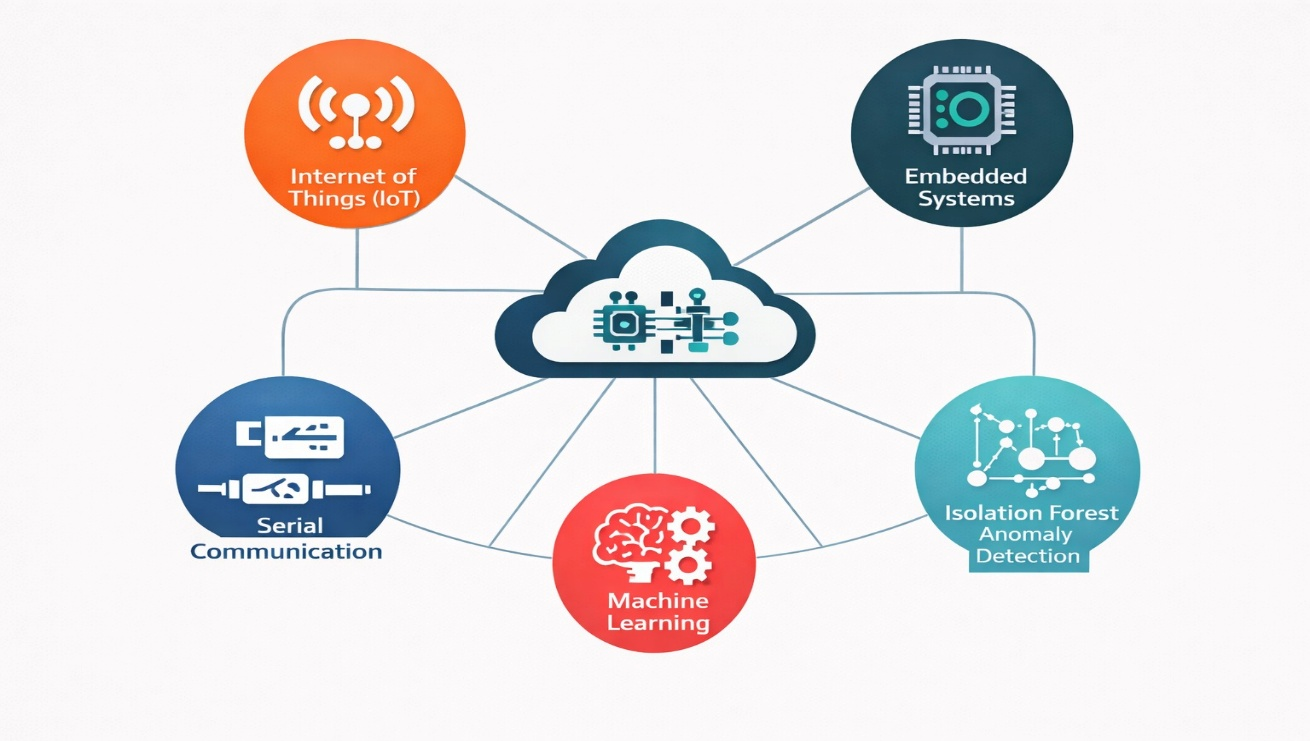 Internet of
Things (IoT)
Embedded
Systems
Serial
Communication
Machine
Learning
Isolation Forest
Anomaly
Detection